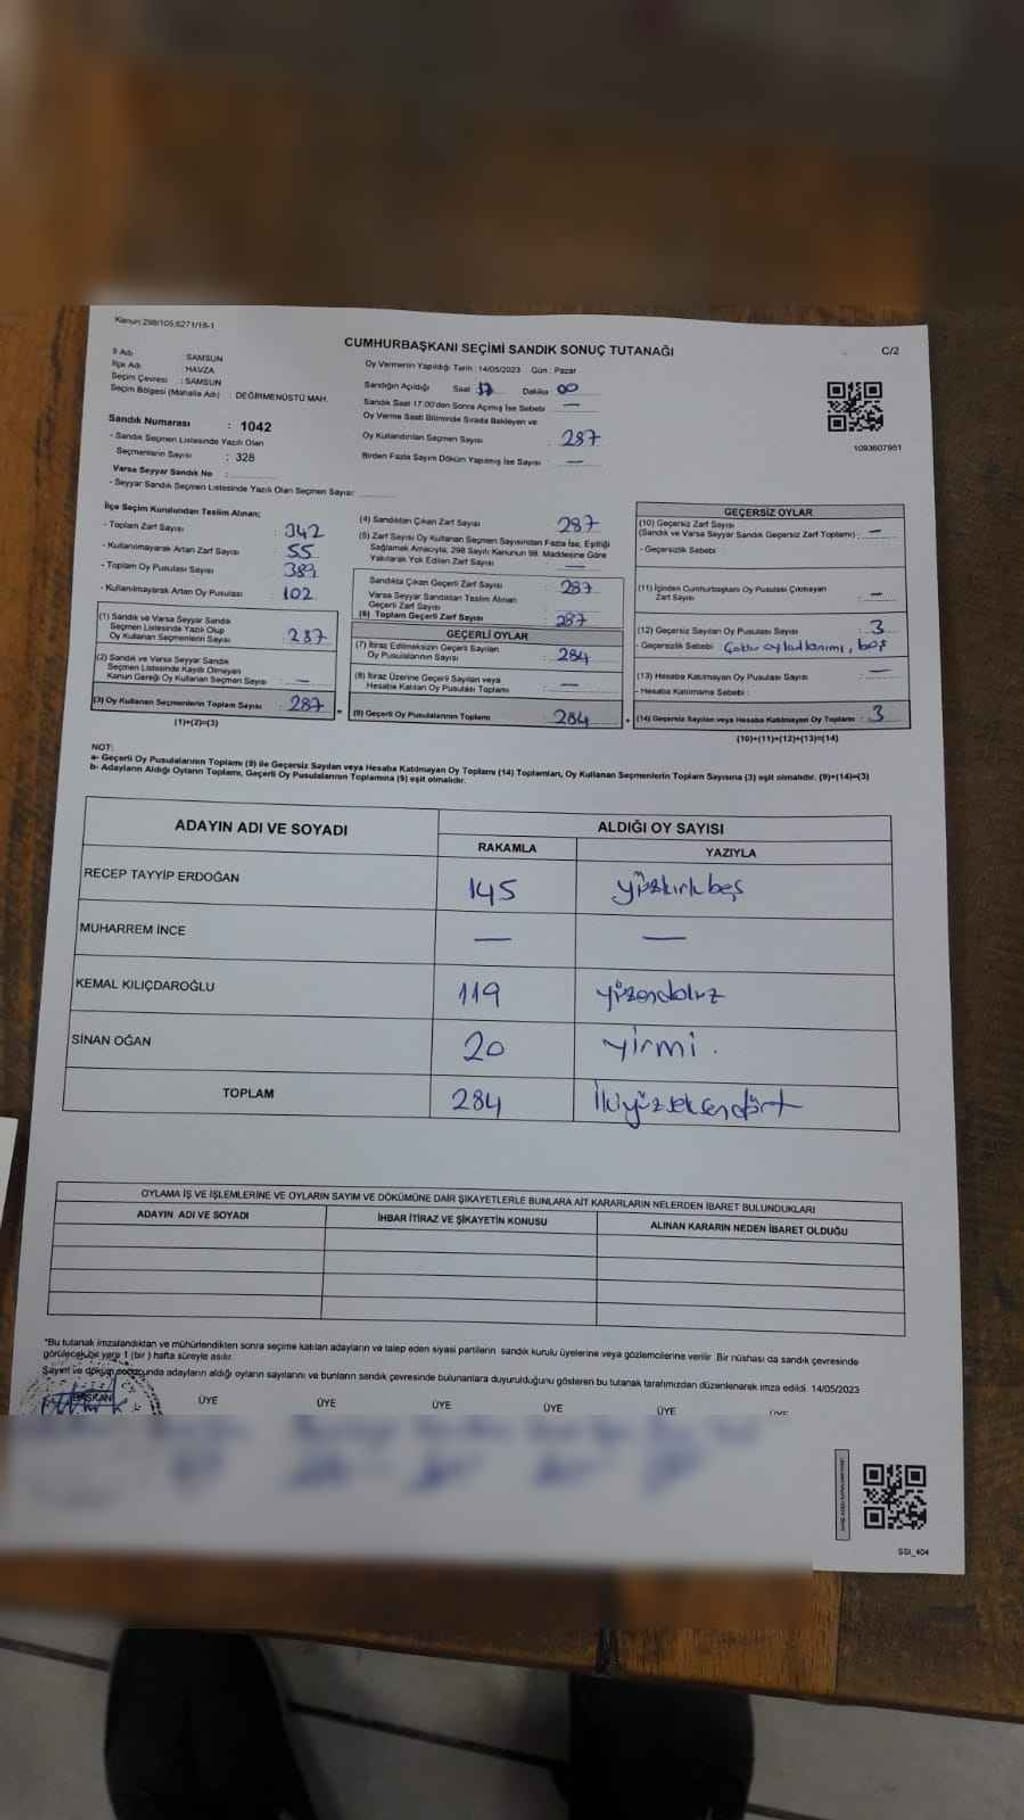 Kanun:298/105,6271/18-1
CUMHURBAŞKANI SEÇİMİ SANDIK SONUÇ TUTANAĞI
C/2
İl Adı : SAMSUN
İlçe Adı : HAVZA
Seçim Çevresi : SAMSUN
Seçim Bölgesi (Mahalle Adı) : DEĞİRMENÜSTÜ MAH.
Oy Vermenin Yapıldığı Tarih : 14/05/2023 Gün : Pazar
Sandığın Açıldığı Saat 17 Dakika 00
Sandık Saat 17:00'den Sonra Açılmış İse Sebebi —
Oy Verme Saati Bitiminde Sırada Bekleyen ve
Oy Kullandırılan Seçmen Sayısı : 287
Birden Fazla Sayım Döküm Yapılmış İse Sayısı —
1093607951
Sandık Numarası : 1042
- Sandık Seçmen Listesinde Yazılı Olan
Seçmenlerin Sayısı : 328
Varsa Seyyar Sandık No :
- Seyyar Sandık Seçmen Listesinde Yazılı Olan Seçmen Sayısı:
İlçe Seçim Kurulundan Teslim Alınan;
- Toplam Zarf Sayısı : 342
- Kullanılmayarak Artan Zarf Sayısı : 55
- Toplam Oy Pusulası Sayısı : 389
- Kullanılmayarak Artan Oy Pusulası : 102
(1) Sandık ve Varsa Seyyar Sandık
Seçmen Listesinde Yazılı Olup
Oy Kullanan Seçmenlerin Sayısı : 287
(2) Sandık ve Varsa Seyyar Sandık
Seçmen Listesinde Kayıtlı Olmayan
Kanun Gereği Oy Kullanan Seçmen Sayısı —
(3) Oy Kullanan Seçmenlerin Toplam Sayısı : 287
(1)+(2)=(3)
(4) Sandıktan Çıkan Zarf Sayısı : 287
(5) Zarf Sayısı Oy Kullanan Seçmen Sayısından Fazla İse, Eşitliği
Sağlamak Amacıyla, 298 Sayılı Kanunun 98. Maddesine Göre
Yakılarak Yok Edilen Zarf Sayısı —
Sandıkta Çıkan Geçerli Zarf Sayısı : 287
Varsa Seyyar Sandıktan Teslim Alınan
Geçerli Zarf Sayısı
(6) Toplam Geçerli Zarf Sayısı : 287
GEÇERLİ OYLAR
(7) İtiraz Edilmeksizin Geçerli Sayılan
Oy Pusulalarının Sayısı : 284
(8) İtiraz Üzerine Geçerli Sayılan veya
Hesaba Katılan Oy Pusulası Toplamı : —
(9) Geçerli Oy Pusulalarının Toplamı : 284
GEÇERSİZ OYLAR
(10) Geçersiz Zarf Sayısı
(Sandık ve Varsa Seyyar Sandık Geçersiz Zarf Toplamı) : —
- Geçersizlik Sebebi
(11) İçinden Cumhurbaşkanı Oy Pusulası Çıkmayan
Zarf Sayısı : —
(12) Geçersiz Sayılan Oy Pusulası Sayısı : 3
- Geçersizlik Sebebi
(13) Hesaba Katılmayan Oy Pusulası Sayısı : —
- Hesaba Katılmama Sebebi :
(14) Geçersiz Sayılan veya Hesaba Katılmayan Oy Toplamı : 3
(10)+(11)+(12)+(13)=(14)
NOT:
a- Geçerli Oy Pusulalarının Toplamı (9) ile Geçersiz Sayılan veya Hesaba Katılmayan Oy Toplamı (14) Toplamları, Oy Kullanan Seçmenlerin Toplam Sayısına (3) eşit olmalıdır. (9)+(14)=(3)
b- Adayların Aldığı Oyların Toplamı, Geçerli Oy Pusulalarının Toplamına (9) eşit olmalıdır.
ADAYIN ADI VE SOYADI
ALDIĞI OY SAYISI
RAKAMLA YAZIYLA
RECEP TAYYİP ERDOĞAN 145 yüzkırkbeş
MUHARREM İNCE — —
KEMAL KILIÇDAROĞLU 119 yüzondokuz
SİNAN OĞAN 20 yirmi.
TOPLAM 284 İkiyüzseksendört
OYLAMA İŞ VE İŞLEMLERİNE VE OYLARIN SAYIM VE DÖKÜMÜNE DAİR ŞİKAYETLERLE BUNLARA AİT KARARLARIN NELERDEN İBARET BULUNDUKLARI
ADAYIN ADI VE SOYADI İHBAR İTİRAZ VE ŞİKAYETİN KONUSU ALINAN KARARIN NEDEN İBARET OLDUĞU
*Bu tutanak imzalandıktan ve mühürlendikten sonra seçime katılan adayların ve talep eden siyasi partilerin sandık kurulu üyelerine veya gözlemcilerine verilir. Bir nüshası da sandık çevresinde
görülecek bir yere 1 (bir) hafta süreyle asılır.
Sayım ve döküm sonucunda adayların aldığı oyların sayılarını ve bunların sandık çevresinde bulunanlara duyurulduğunu gösteren bu tutanak tarafımızdan düzenlenerek imza edildi. 14/05/2023
BAŞKAN ÜYE ÜYE ÜYE ÜYE ÜYE ÜYE
SSI_404